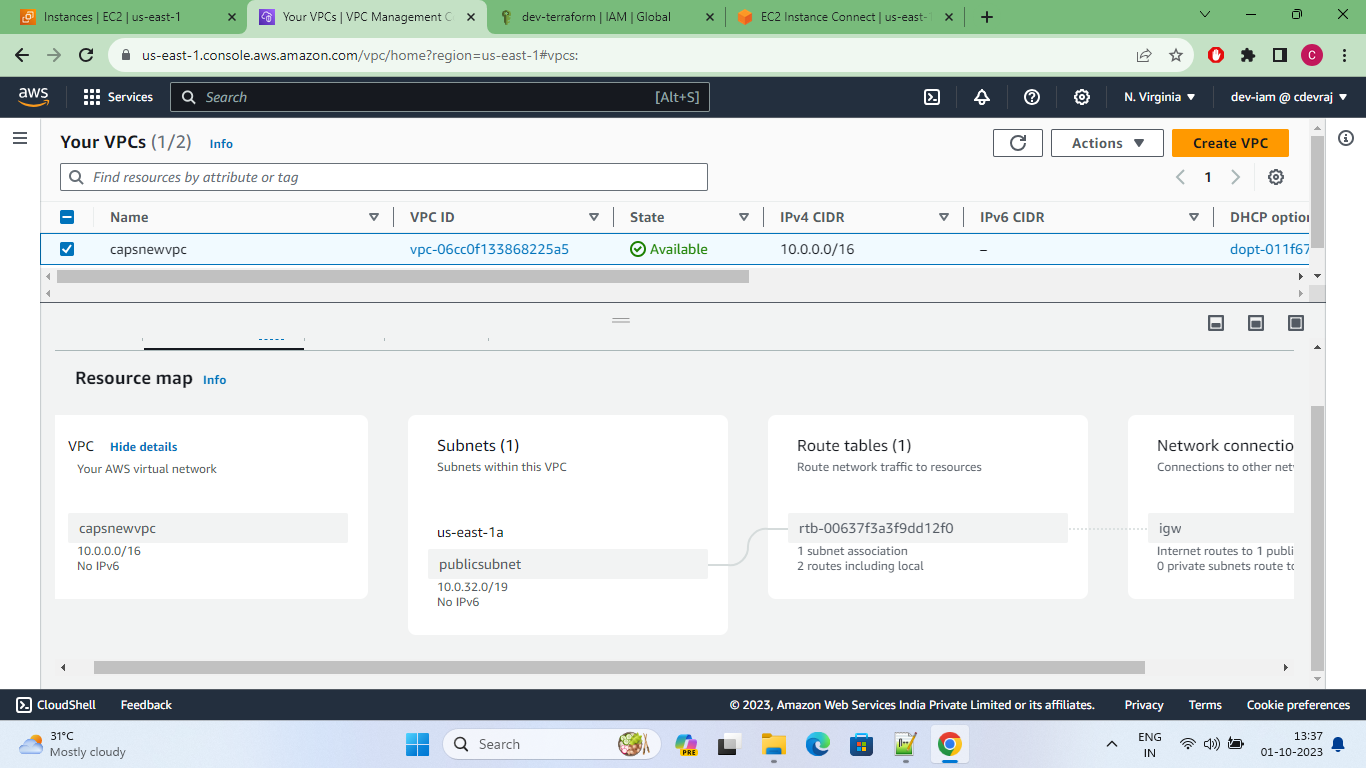 Instances | EC2 | us-east-1
Your VPCs | VPC Management C
dev-terraform | IAM | Global
EC2 Instance Connect | us-east-1
us-east-1.console.aws.amazon.com/vpc/home?region=us-east-1#vpcs:
C
aws
Services
Search
[Alt+S]
N. Virginia
dev-iam @ cdevraj
Your VPCs (1/2)
Info
Actions
Create VPC
Find resources by attribute or tag
1
Name
VPC ID
State
IPv4 CIDR
IPv6 CIDR
DHCP option
capsnewvpc
vpc-06cc0f133868225a5
Available
10.0.0.0/16
–
dopt-011f67
Resource map
Info
VPC
Hide details
Your AWS virtual network
capsnewvpc
10.0.0.0/16
No IPv6
Subnets (1)
Subnets within this VPC
us-east-1a
publicsubnet
10.0.32.0/19
No IPv6
Route tables (1)
Route network traffic to resources
rtb-00637f3a3f9dd12f0
1 subnet association
2 routes including local
Network connectio
Connections to other net
igw
Internet routes to 1 publi
0 private subnets route to
CloudShell
Feedback
© 2023, Amazon Web Services India Private Limited or its affiliates.
Privacy
Terms
Cookie preferences
31°C
Mostly cloudy
Search
PRE
ENG
IN
13:37
01-10-2023